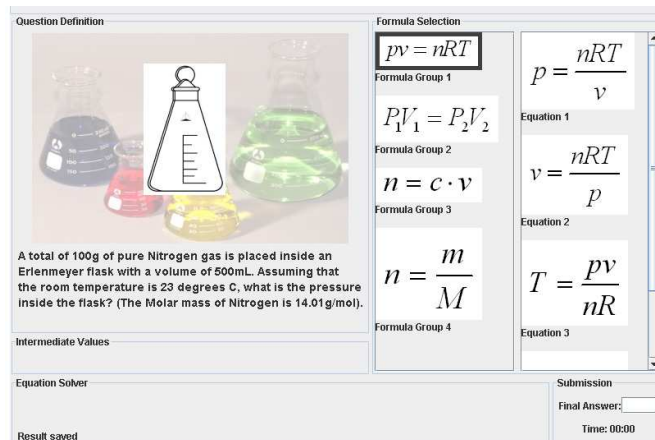 Question Definition
A total of 100g of pure Nitrogen gas is placed inside an
Erlenmeyer flask with a volume of 500mL. Assuming that
the room temperature is 23 degrees C, what is the pressure
inside the flask? (The Molar mass of Nitrogen is 14.01g/mol).
Intermediate Values
Formula Selection
pv = nRT
Formula Group 1
P₁V₁ = P₂V₂
Formula Group 2
n = c · v
Formula Group 3
n = m / M
Formula Group 4
p = nRT / v
Equation 1
v = nRT / p
Equation 2
T = pv / nR
Equation 3
Equation Solver
Result saved
Submission
Final Answer:
Time: 00:00